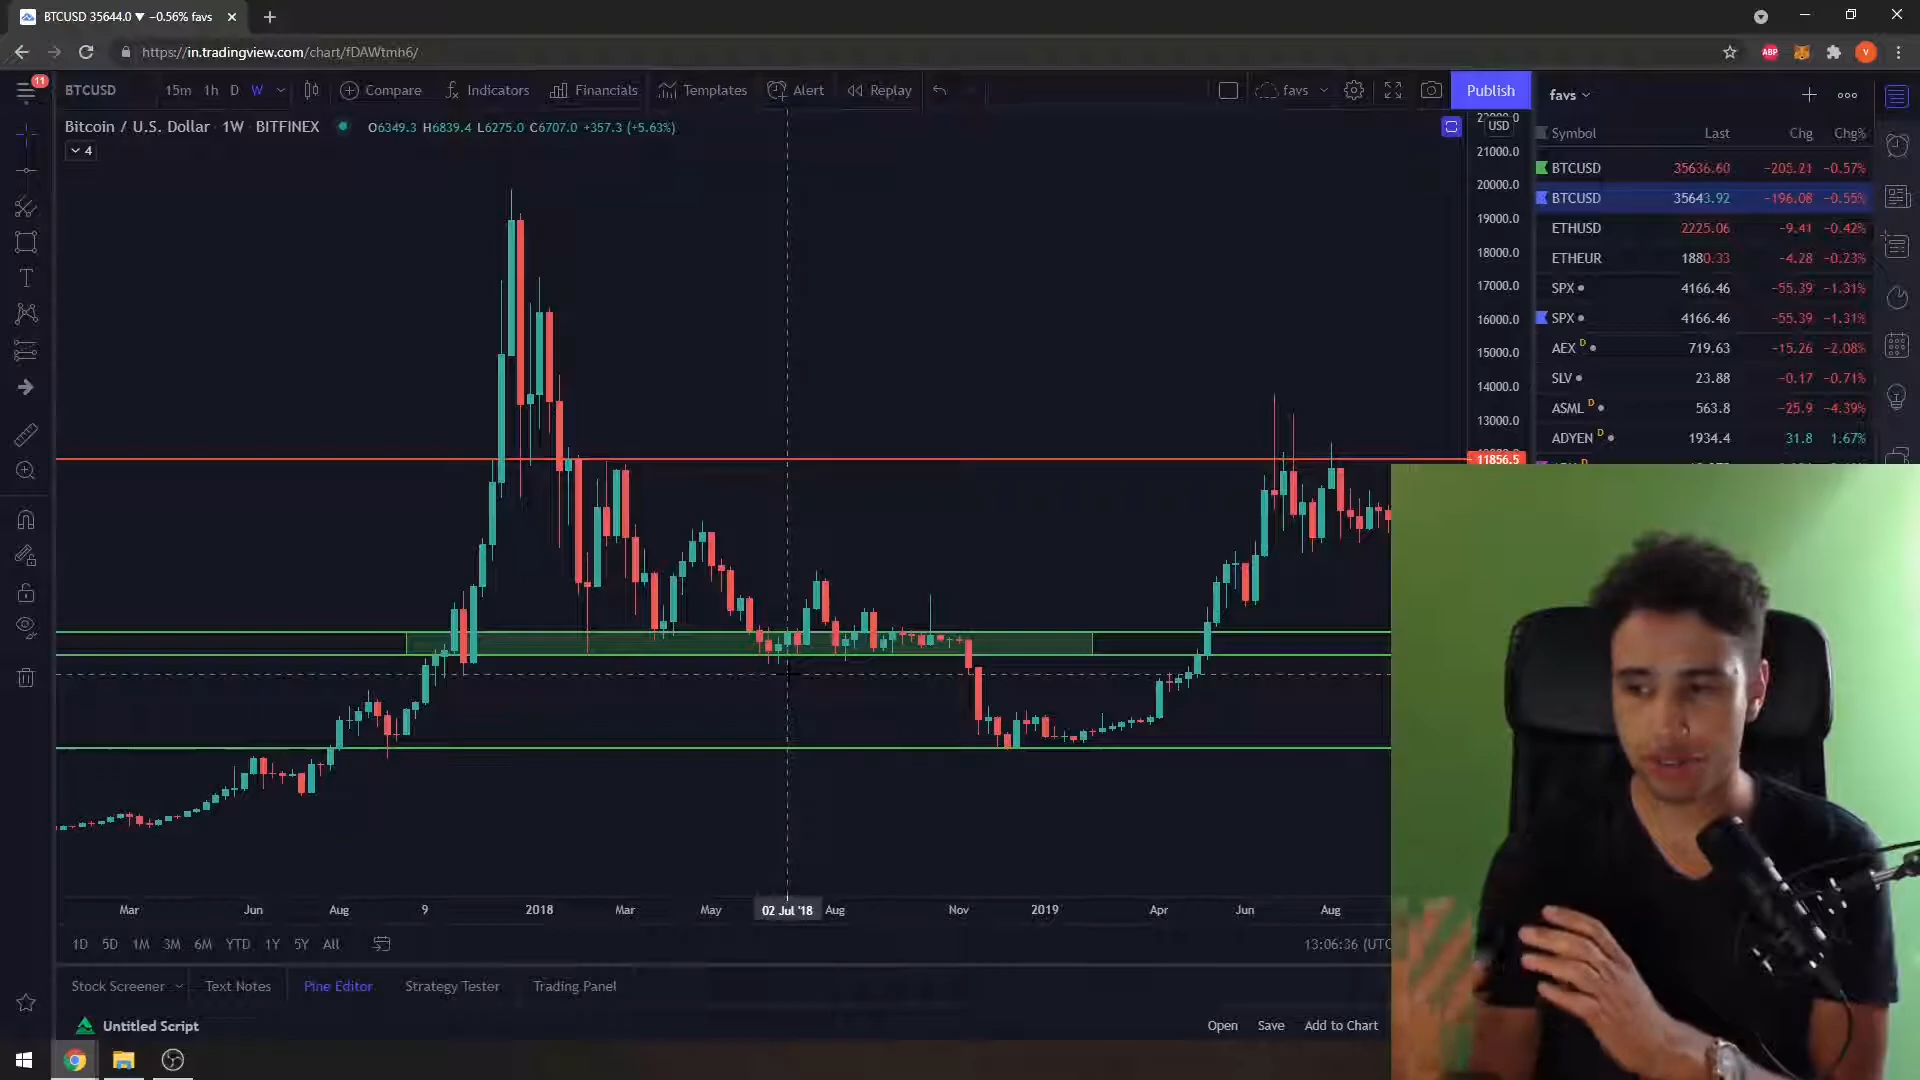 BTCUSD 35644.0 ▼ −0.56% favs
https://in.tradingview.com/chart/fDAWtmh6/
ABP
V
11
BTCUSD 15m 1h D W Compare Indicators Financials Templates Alert Replay favs Publish
Bitcoin / U.S. Dollar 1W BITFINEX O6349.3 H6839.4 L6275.0 C6707.0 +357.3 (+5.63%)
4
USD
21000.0
20000.0
19000.0
18000.0
17000.0
16000.0
15000.0
14000.0
13000.0
11856.5
favs
Symbol Last Chg Chg%
BTCUSD 35636.60 −205.21 −0.57%
BTCUSD 35643.92 −196.08 −0.55%
ETHUSD 2225.06 −9.41 −0.42%
ETHEUR 1880.33 −4.28 −0.23%
SPX 4166.46 −55.39 −1.31%
SPX 4166.46 −55.39 −1.31%
AEX D 719.63 −15.26 −2.08%
SLV 23.88 −0.17 −0.71%
ASML D 563.8 −25.9 −4.39%
ADYEN D 1934.4 31.8 1.67%
Mar Jun Aug 9 2018 Mar May 02 Jul '18 Aug Nov 2019 Apr Jun Aug
1D 5D 1M 3M 6M YTD 1Y 5Y All 13:06:36 (UTC
Stock Screener Text Notes Pine Editor Strategy Tester Trading Panel
Untitled Script Open Save Add to Chart